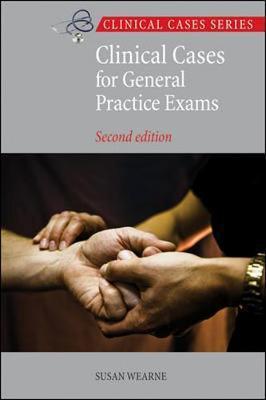 CLINICAL CASES SERIES
Clinical Cases
for General
Practice Exams
Second edition
SUSAN WEARNE